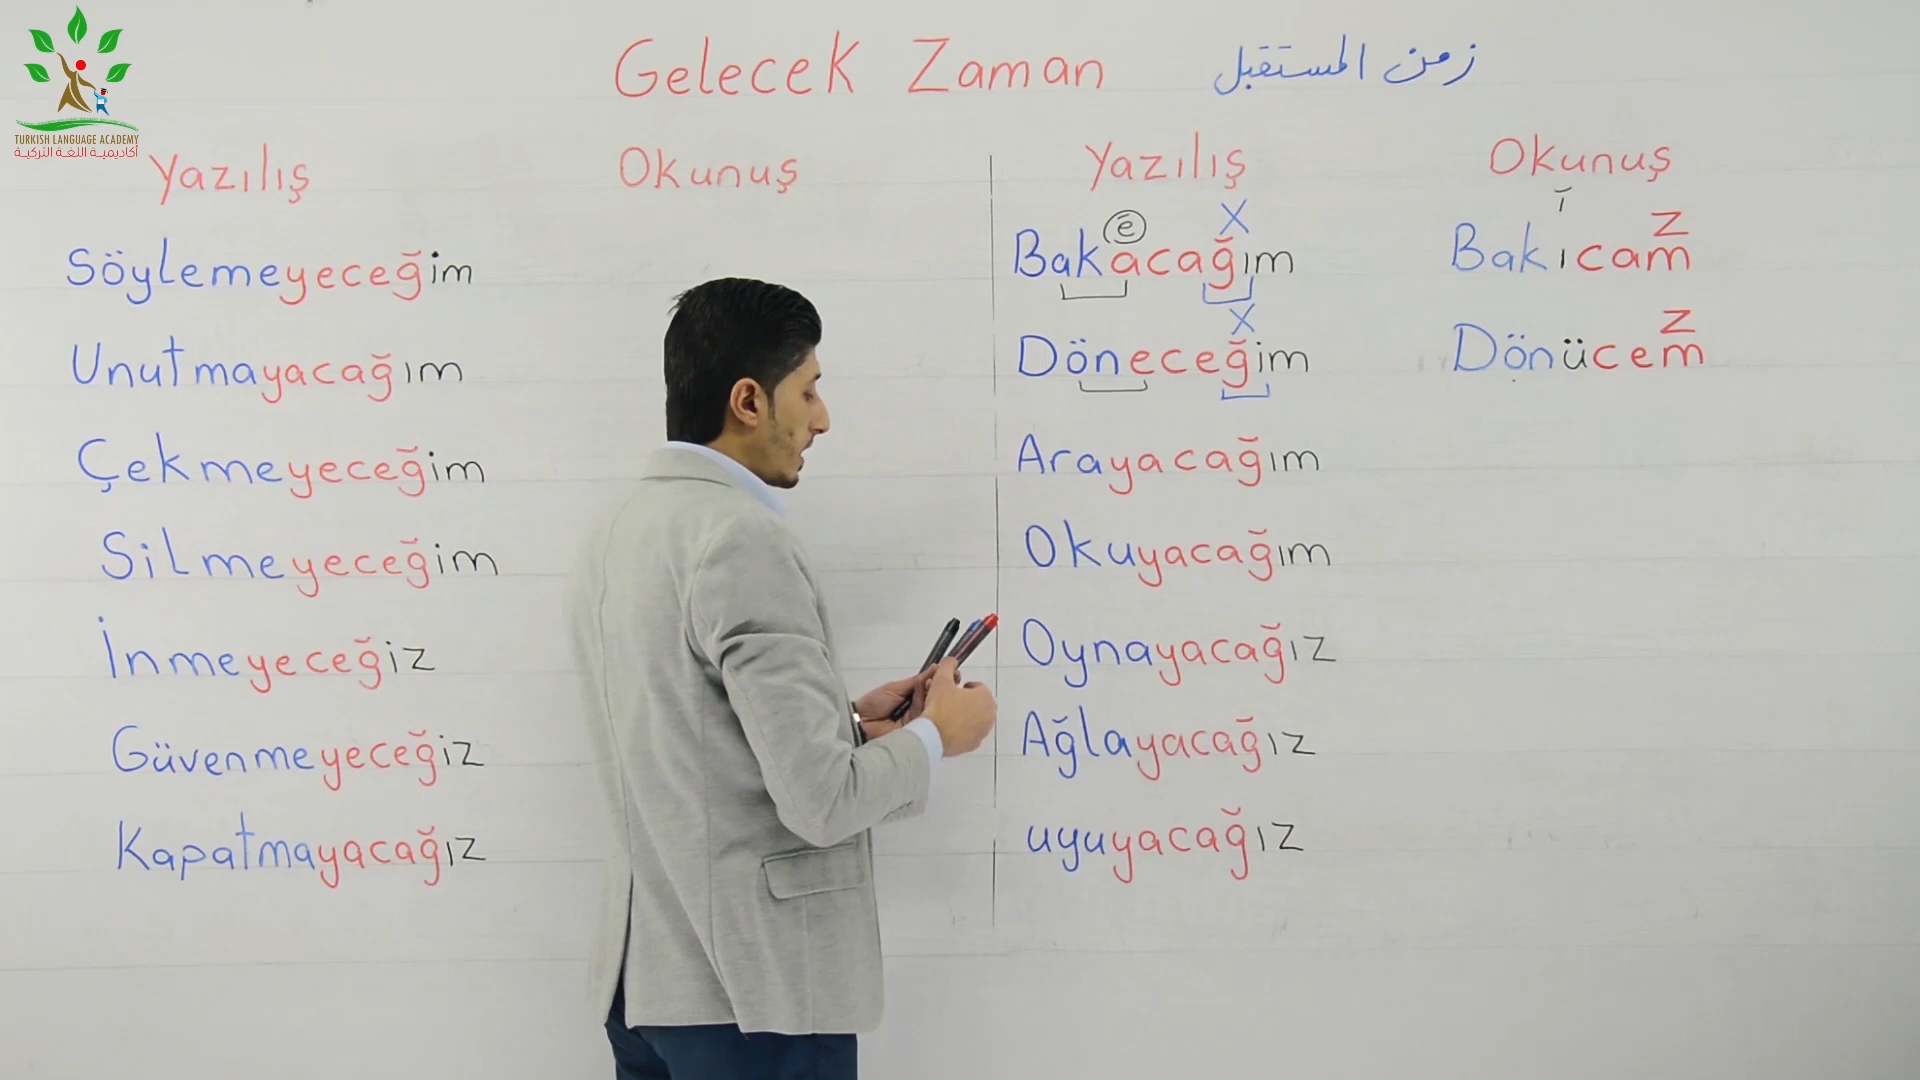 TURKISH LANGUAGE ACADEMY
أكاديمية اللغة التركية
Gelecek Zaman زمن المستقبل
Yazılış Okunuş
Söylemeyeceğim
Unutmayacağım
Çekmeyeceğim
Silmeyeceğim
İnmeyeceğiz
Güvenmeyeceğiz
Kapatmayacağız
Yazılış Okunuş
é X ı Z
Bakacağım Bakıcam
X Z
Döneceğim Dönücem
Arayacağım
Okuyacağım
Oynayacağız
Ağlayacağız
uyuyacağız